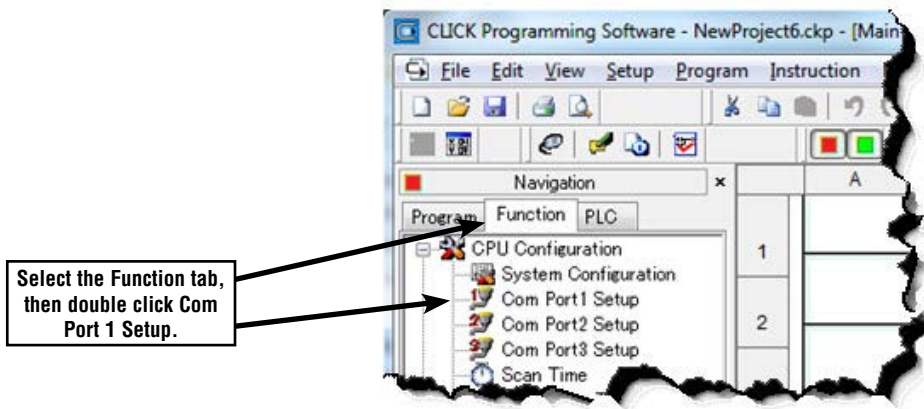 CLICK Programming Software - NewProject6.ckp - [Main
File Edit View Setup Program Instruction
Navigation
A
Program Function PLC
CPU Configuration
1
System Configuration
Select the Function tab,
then double click Com
Port 1 Setup.
Com Port1 Setup
Com Port2 Setup
2
Com Port3 Setup
Scan Time